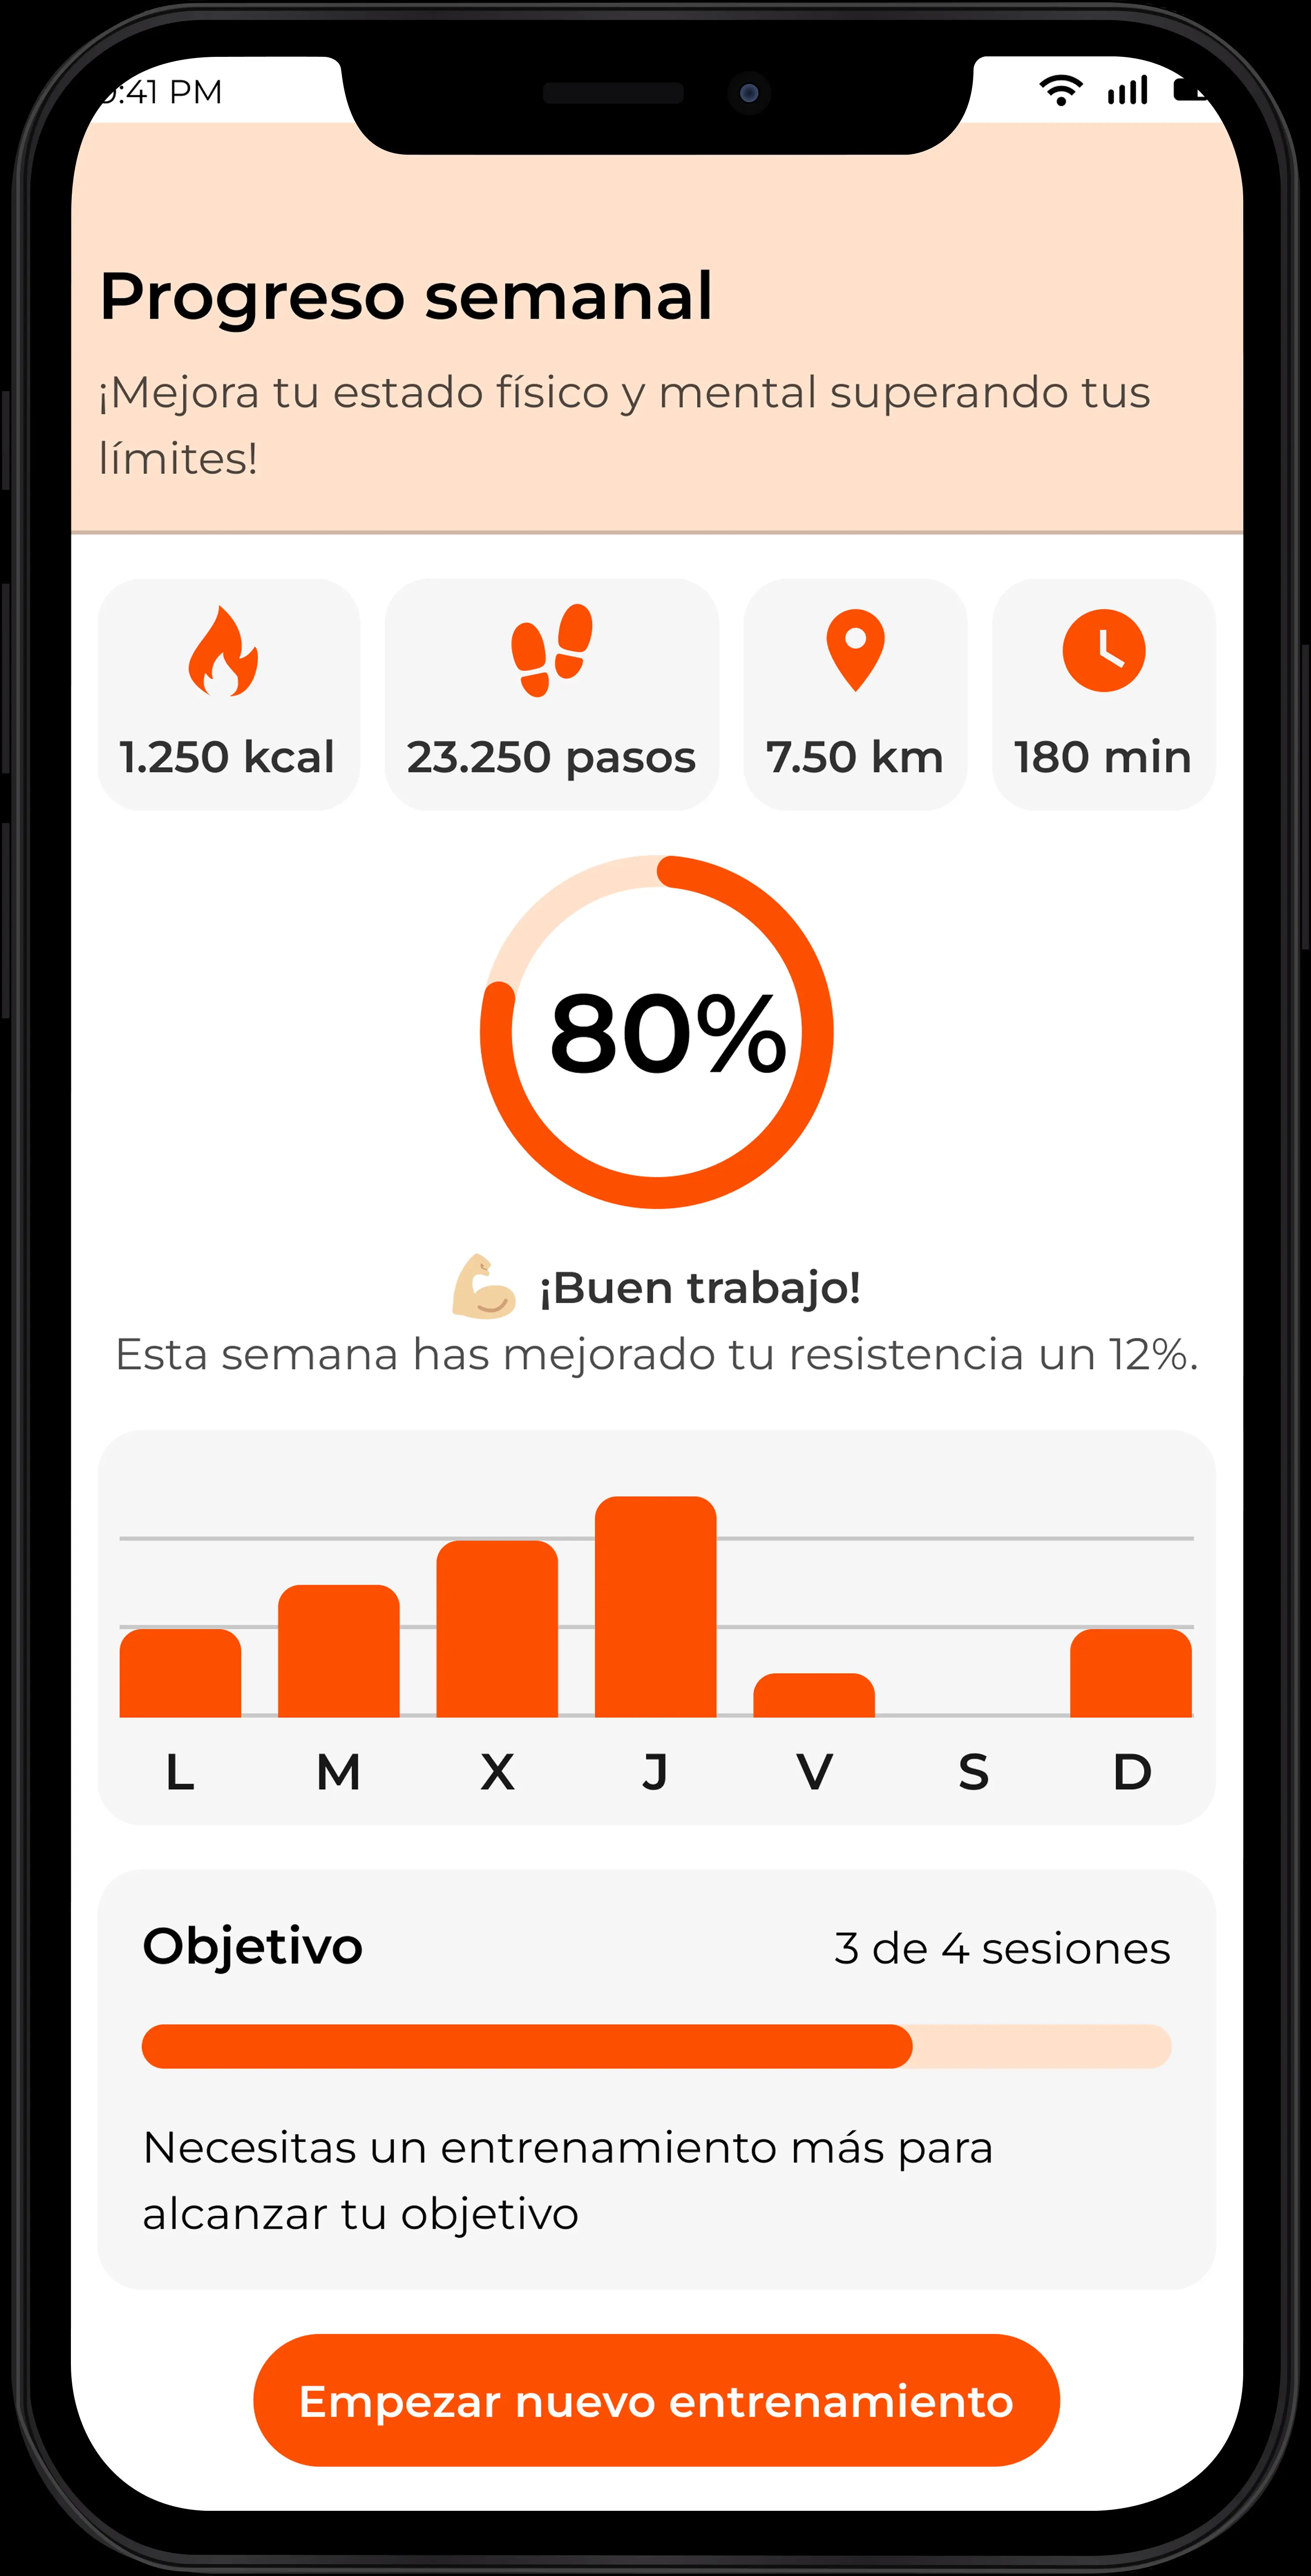 :41 PM
Progreso semanal
¡Mejora tu estado físico y mental superando tus
límites!
1.250 kcal 23.250 pasos 7.50 km 180 min
80%
¡Buen trabajo!
Esta semana has mejorado tu resistencia un 12%.
L M X J V S D
Objetivo 3 de 4 sesiones
Necesitas un entrenamiento más para
alcanzar tu objetivo
Empezar nuevo entrenamiento